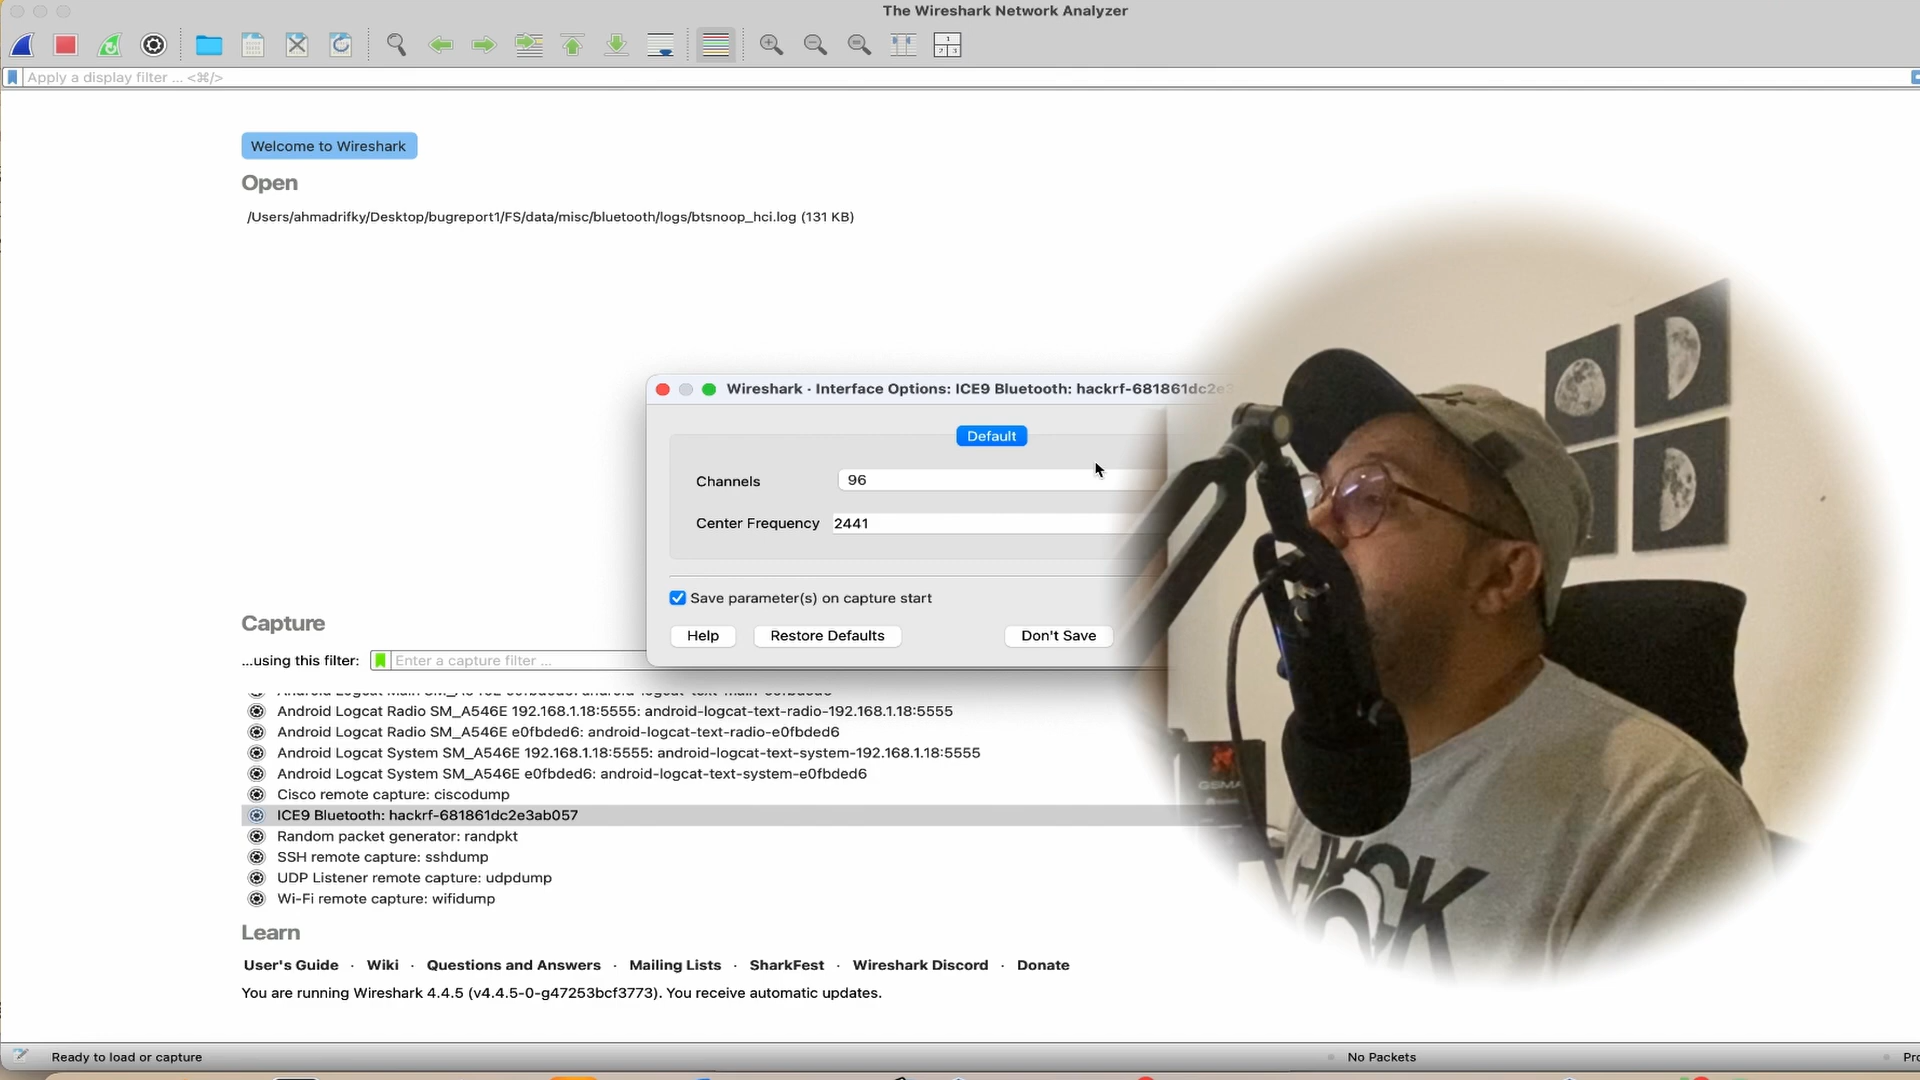 The Wireshark Network Analyzer
Apply a display filter ... <⌘/>
Welcome to Wireshark
Open
/Users/ahmadrifky/Desktop/bugreport1/FS/data/misc/bluetooth/logs/btsnoop_hci.log (131 KB)
Wireshark · Interface Options: ICE9 Bluetooth: hackrf-681861dc2e3
Default
Channels
96
Center Frequency
2441
Save parameter(s) on capture start
Help
Restore Defaults
Don't Save
Capture
...using this filter:
Enter a capture filter ...
Android Logcat Radio SM_A546E 192.168.1.18:5555: android-logcat-text-radio-192.168.1.18:5555
Android Logcat Radio SM_A546E e0fbded6: android-logcat-text-radio-e0fbded6
Android Logcat System SM_A546E 192.168.1.18:5555: android-logcat-text-system-192.168.1.18:5555
Android Logcat System SM_A546E e0fbded6: android-logcat-text-system-e0fbded6
Cisco remote capture: ciscodump
ICE9 Bluetooth: hackrf-681861dc2e3ab057
Random packet generator: randpkt
SSH remote capture: sshdump
UDP Listener remote capture: udpdump
Wi-Fi remote capture: wifidump
Learn
User's Guide · Wiki · Questions and Answers · Mailing Lists · SharkFest · Wireshark Discord · Donate
You are running Wireshark 4.4.5 (v4.4.5-0-g47253bcf3773). You receive automatic updates.
Ready to load or capture
No Packets